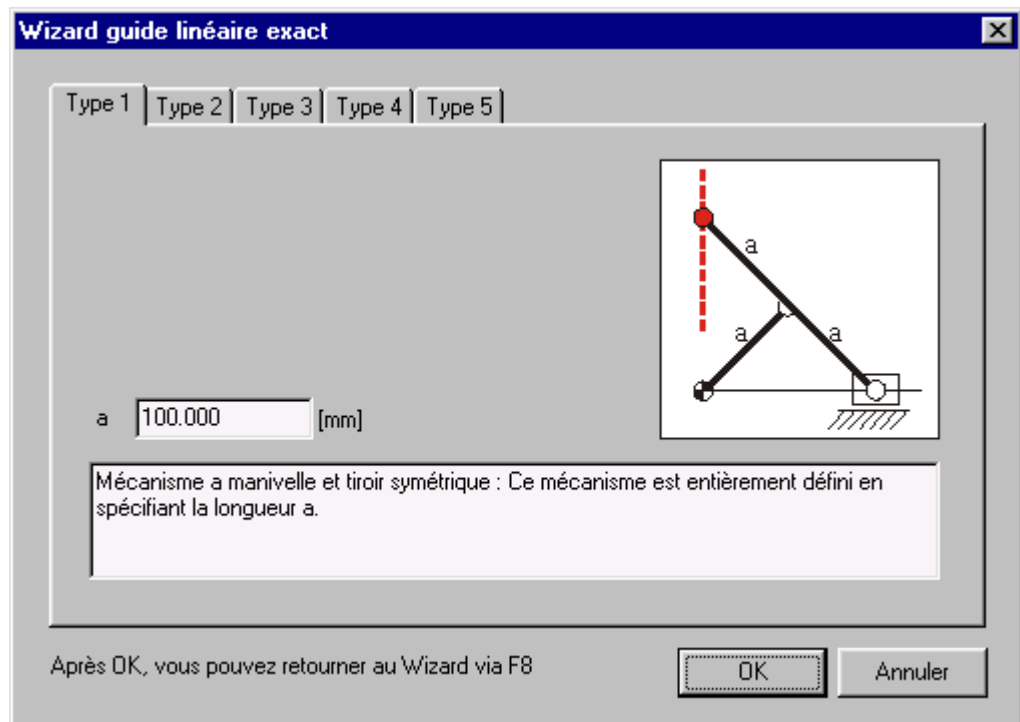 Wizard guide linéaire exact
Type 1 Type 2 Type 3 Type 4 Type 5
a
a a
a 100.000 [mm]
Mécanisme a manivelle et tiroir symétrique : Ce mécanisme est entièrement défini en
spécifiant la longueur a.
Après OK, vous pouvez retourner au Wizard via F8
OK Annuler